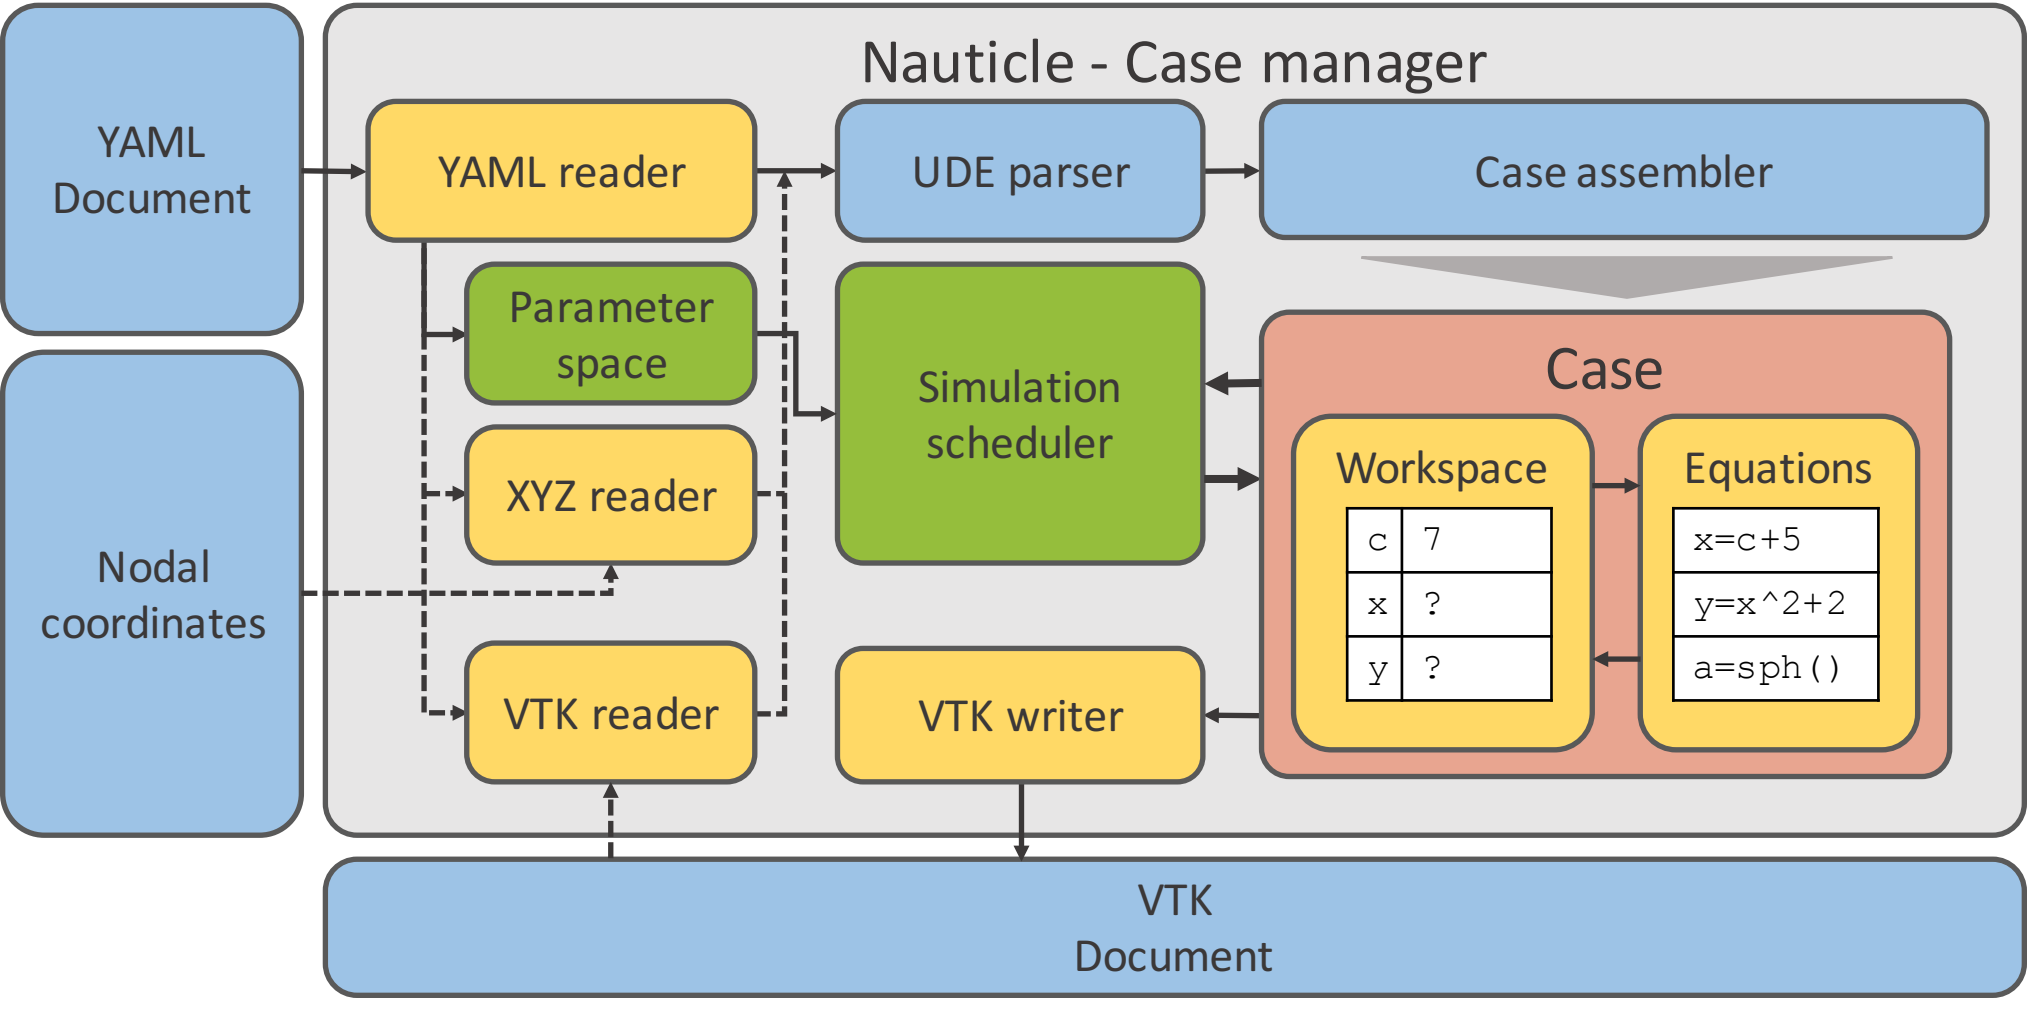 Nauticle - Case manager
YAML
Document
YAML reader
UDE parser
Case assembler
Parameter
space
Simulation
scheduler
Case
XYZ reader
Workspace
c 7
x ?
y ?
Equations
x=c+5
y=x^2+2
a=sph()
Nodal
coordinates
VTK reader
VTK writer
VTK
Document